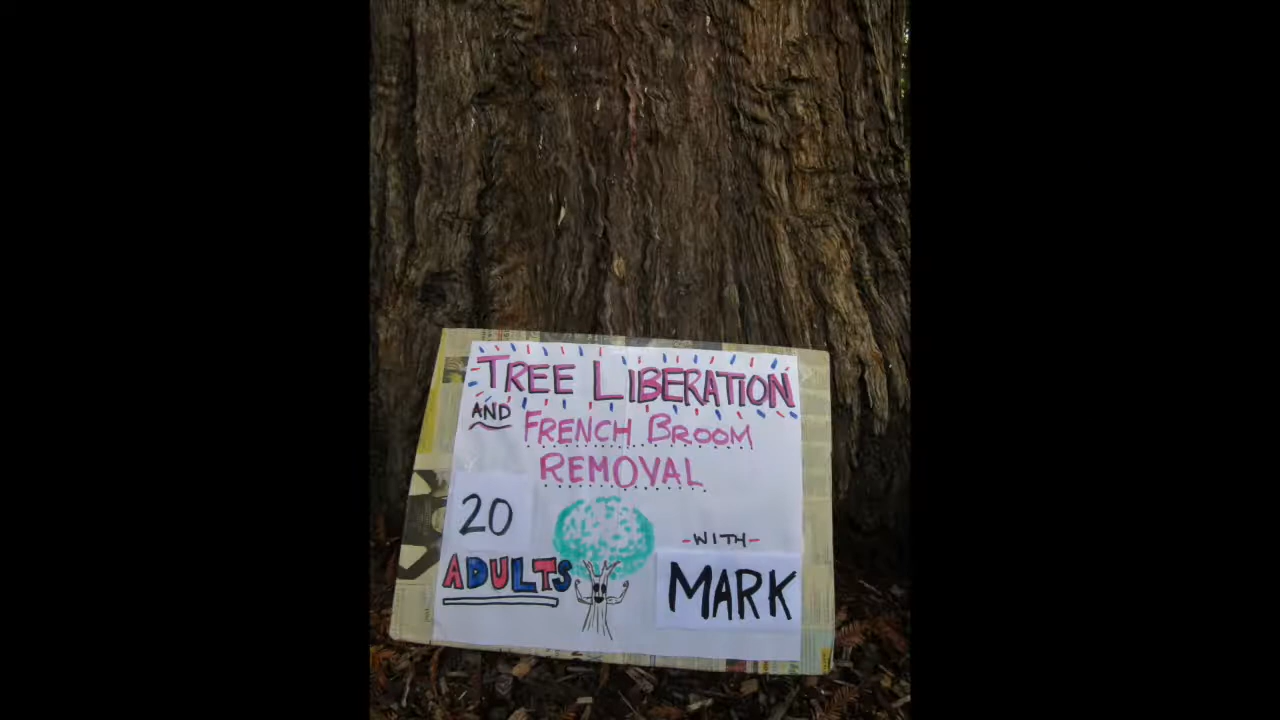 TREE LIBERATION
AND FRENCH BROOM
REMOVAL
20
ADULTS
-WITH-
MARK